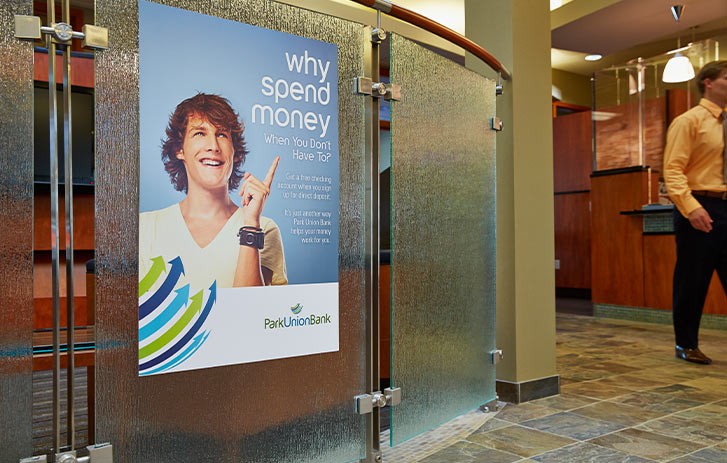 why
spend
money
When You Don't
Have To?
Get a free checking
account when you sign
up for direct deposit.
It's just another way
Park Union Bank
helps your money
work for you.
ParkUnionBank